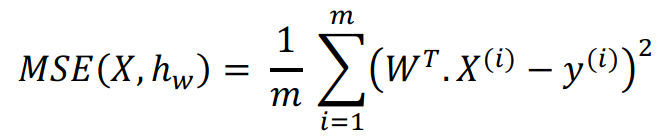 MSE(X, h_w) = \frac{1}{m} \sum_{i=1}^{m} (W^T . X^{(i)} - y^{(i)})^2